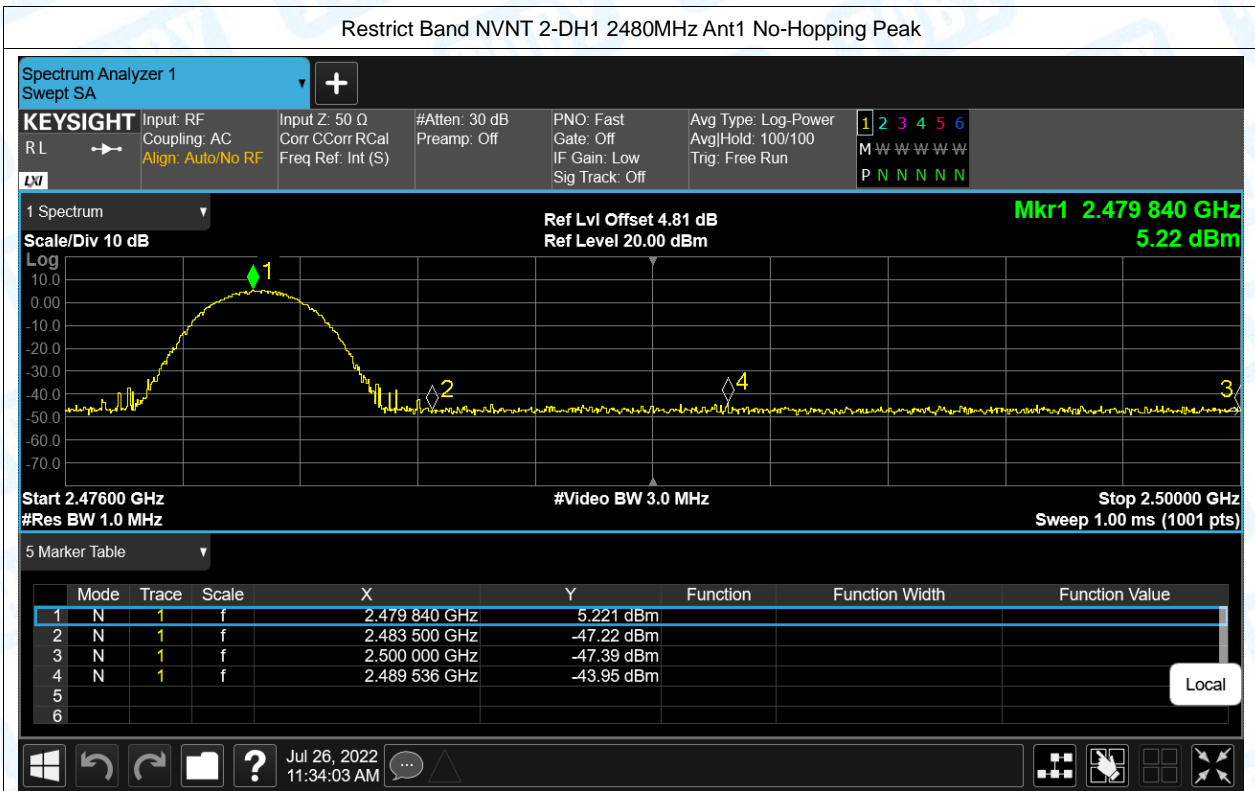 Restrict Band NVNT 2-DH1 2480MHz Ant1 No-Hopping Peak
Spectrum Analyzer 1
Swept SA
KEYSIGHT
R L
LXI
Input: RF
Coupling: AC
Align: Auto/No RF
Input Z: 50 Ω
Corr CCorr RCal
Freq Ref: Int (S)
#Atten: 30 dB
Preamp: Off
PNO: Fast
Gate: Off
IF Gain: Low
Sig Track: Off
Avg Type: Log-Power
Avg|Hold: 100/100
Trig: Free Run
1 2 3 4 5 6
M W W W W W
P N N N N N
1 Spectrum
Scale/Div 10 dB
Ref Lvl Offset 4.81 dB
Ref Level 20.00 dBm
Mkr1 2.479 840 GHz
5.22 dBm
Log
10.0
0.00
-10.0
-20.0
-30.0
-40.0
-50.0
-60.0
-70.0
1
2
4
3
Start 2.47600 GHz
#Video BW 3.0 MHz
Stop 2.50000 GHz
#Res BW 1.0 MHz
Sweep 1.00 ms (1001 pts)
5 Marker Table
Mode Trace Scale X Y Function Function Width Function Value
1 N 1 f 2.479 840 GHz 5.221 dBm
2 N 1 f 2.483 500 GHz -47.22 dBm
3 N 1 f 2.500 000 GHz -47.39 dBm
4 N 1 f 2.489 536 GHz -43.95 dBm
5
6
Local
?
Jul 26, 2022
11:34:03 AM